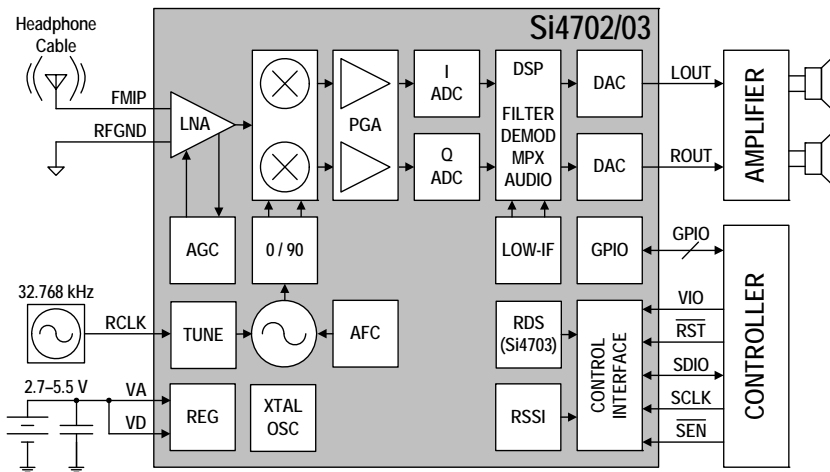 Si4702/03
Headphone
Cable
FMIP
RFGND
LNA
PGA
I
ADC
Q
ADC
DSP
FILTER
DEMOD
MPX
AUDIO
DAC
DAC
LOUT
ROUT
AMPLIFIER
AGC
0 / 90
LOW-IF
GPIO
GPIO
CONTROLLER
32.768 kHz
RCLK
TUNE
AFC
RDS
(Si4703)
CONTROL
INTERFACE
VIO
RST
SDIO
SCLK
SEN
2.7–5.5 V
VA
VD
REG
XTAL
OSC
RSSI